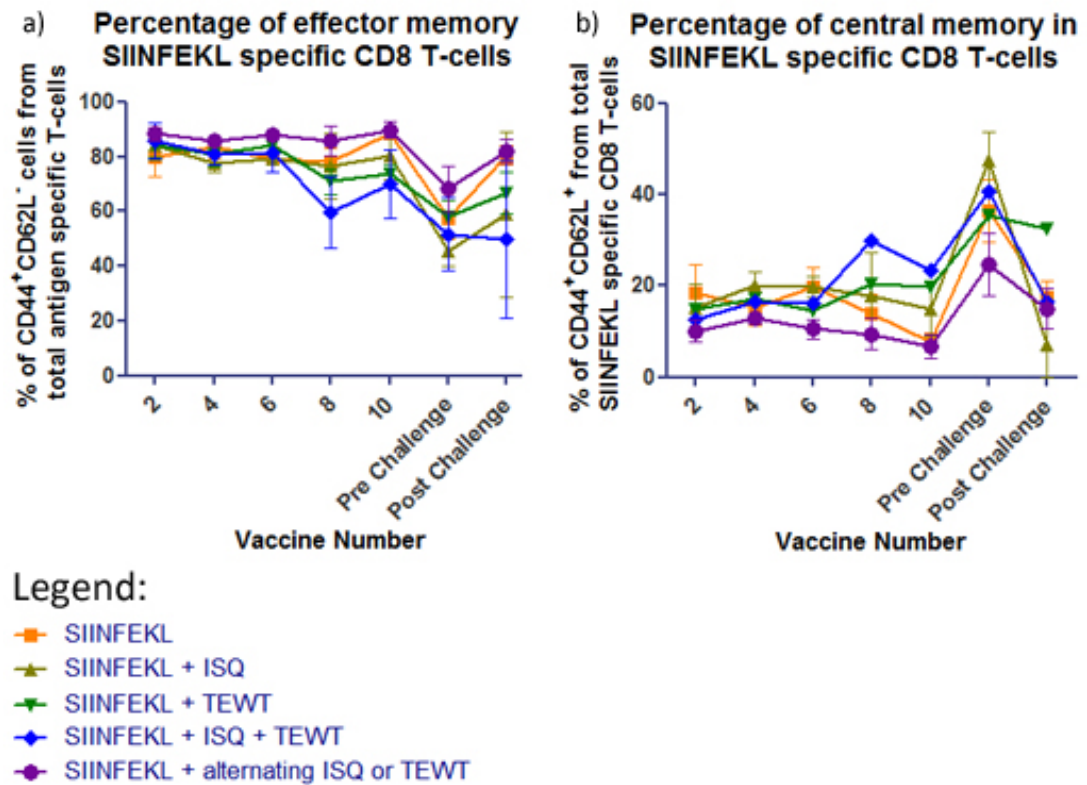 a) Percentage of effector memory
SIINFEKL specific CD8 T-cells
% of CD44⁺CD62L⁻ cells from
total antigen specific T-cells
100
80
60
40
20
0
2
4
6
8
10
Pre Challenge
Post Challenge
Vaccine Number
b) Percentage of central memory in
SIINFEKL specific CD8 T-cells
% of CD44⁺CD62L⁺ from total
SIINFEKL specific CD8 T-cells
60
40
20
0
2
4
6
8
10
Pre Challenge
Post Challenge
Vaccine Number
Legend:
SIINFEKL
SIINFEKL + ISQ
SIINFEKL + TEWT
SIINFEKL + ISQ + TEWT
SIINFEKL + alternating ISQ or TEWT